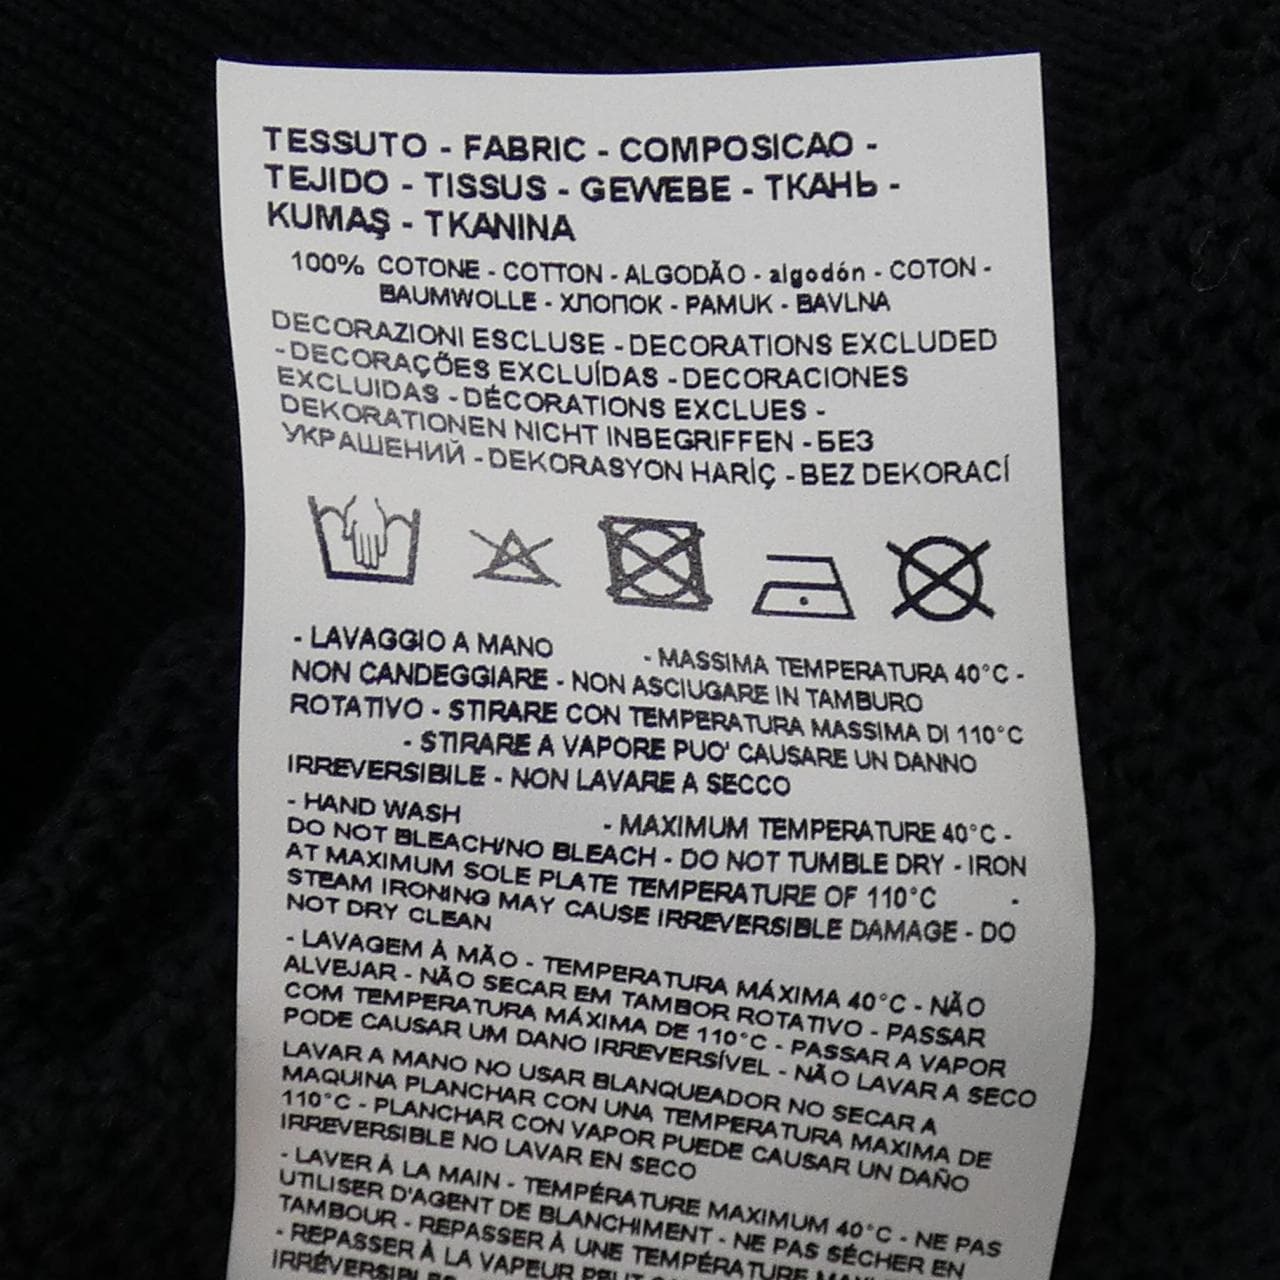 TESSUTO - FABRIC - COMPOSICAO -
TEJIDO - TISSUS - GEWEBE - ТКАНЬ -
KUMAŞ - TKANINA
100% COTONE - COTTON - ALGODÃO - algodón - COTON -
BAUMWOLLE - ХЛОПОК - PAMUK - BAVLNA
DECORAZIONI ESCLUSE - DECORATIONS EXCLUDED
- DECORAÇÕES EXCLUÍDAS - DECORACIONES
EXCLUIDAS - DÉCORATIONS EXCLUES -
DEKORATIONEN NICHT INBEGRIFFEN - БЕЗ
УКРАШЕНИЙ - DEKORASYON HARİÇ - BEZ DEKORACÍ
- LAVAGGIO A MANO - MASSIMA TEMPERATURA 40°C -
NON CANDEGGIARE - NON ASCIUGARE IN TAMBURO
ROTATIVO - STIRARE CON TEMPERATURA MASSIMA DI 110°C
- STIRARE A VAPORE PUO' CAUSARE UN DANNO
IRREVERSIBILE - NON LAVARE A SECCO
- HAND WASH - MAXIMUM TEMPERATURE 40°C -
DO NOT BLEACH/NO BLEACH - DO NOT TUMBLE DRY - IRON
AT MAXIMUM SOLE PLATE TEMPERATURE OF 110°C -
STEAM IRONING MAY CAUSE IRREVERSIBLE DAMAGE - DO
NOT DRY CLEAN
- LAVAGEM À MÃO - TEMPERATURA MÁXIMA 40°C - NÃO
ALVEJAR - NÃO SECAR EM TAMBOR ROTATIVO - PASSAR
COM TEMPERATURA MÁXIMA DE 110°C - PASSAR A VAPOR
PODE CAUSAR UM DANO IRREVERSÍVEL - NÃO LAVAR A SECO
LAVAR A MANO NO USAR BLANQUEADOR NO SECAR A
MAQUINA PLANCHAR CON UNA TEMPERATURA MAXIMA DE
110°C - PLANCHAR CON VAPOR PUEDE CAUSAR UN DAÑO
IRREVERSIBLE NO LAVAR EN SECO
- LAVER À LA MAIN - TEMPÉRATURE MAXIMUM 40°C - NE PAS
UTILISER D'AGENT DE BLANCHIMENT - NE PAS SÉCHER EN
TAMBOUR - REPASSER À UNE TEMPÉRATURE
- REPASSER À LA VAPEUR PEUT